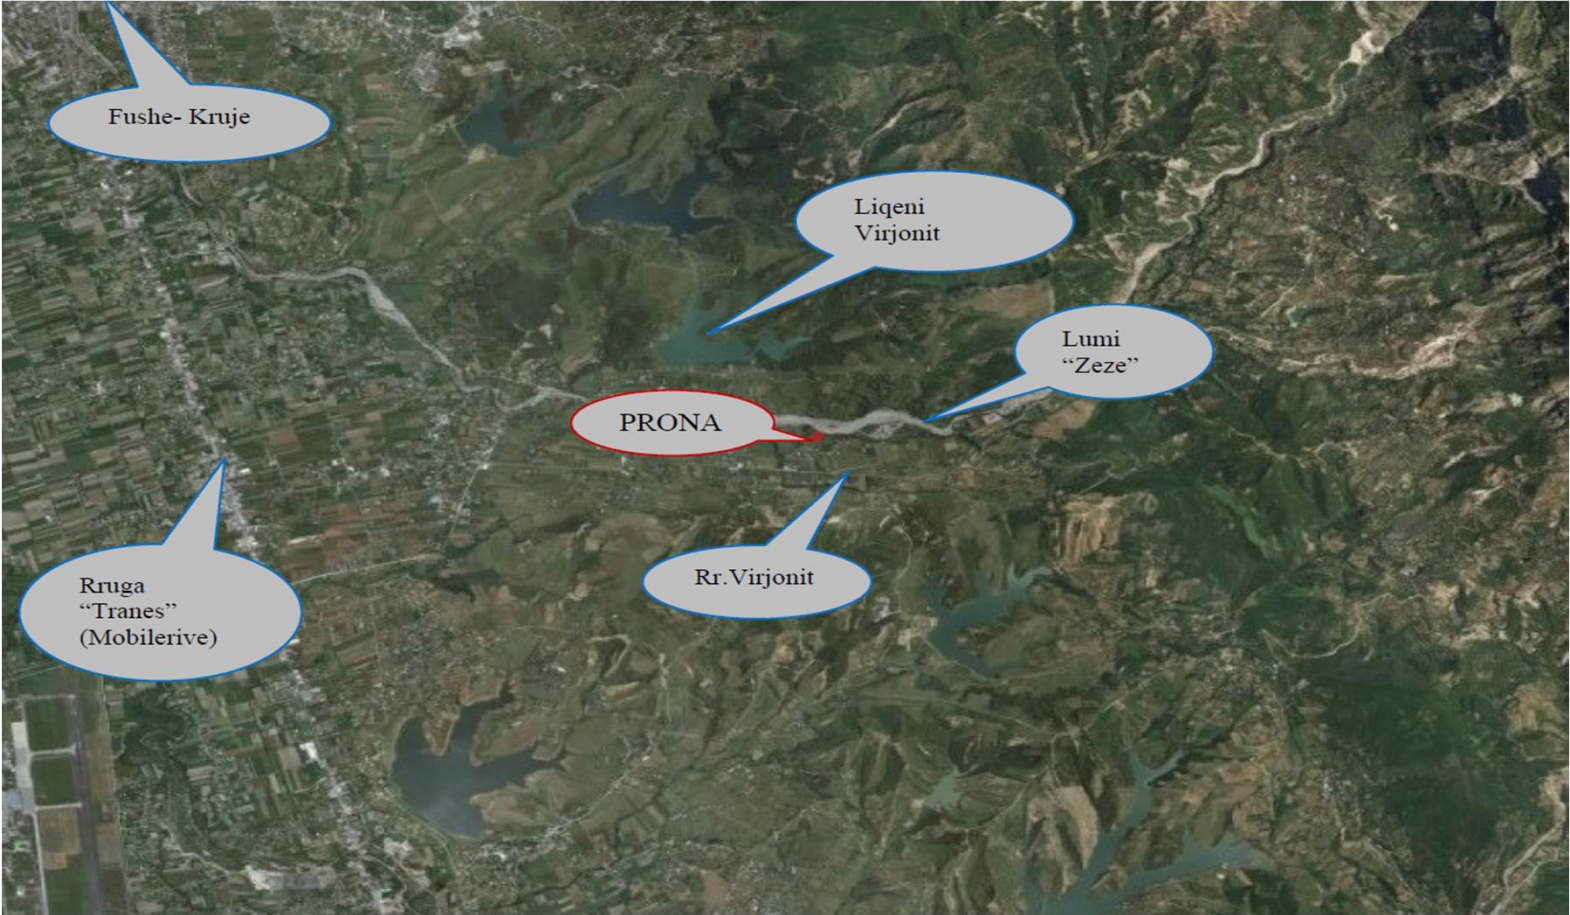 Fushe- Kruje
Liqeni
Virjonit
Lumi
“Zeze”
PRONA
Rr.Virjonit
Rruga
“Tranes”
(Mobilerive)